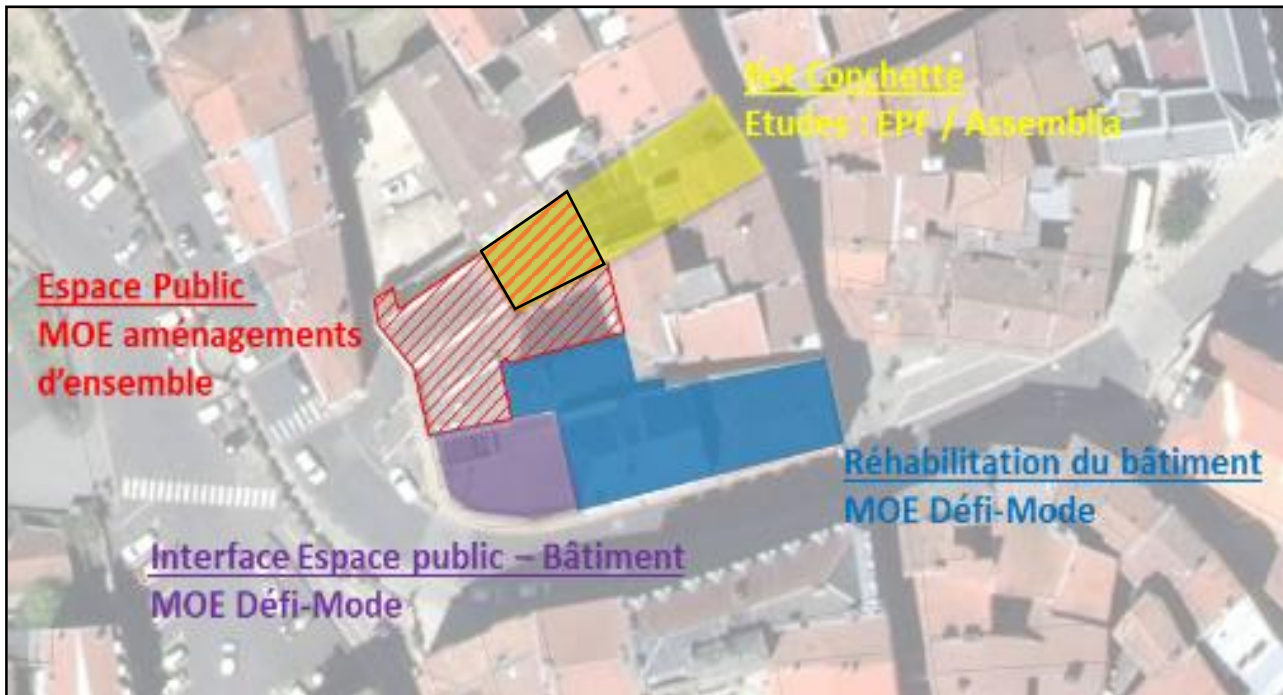 Ilot Conchette
Etudes : EPF / Assemblia
Espace Public
MOE aménagements
d'ensemble
Réhabilitation du bâtiment
MOE Défi-Mode
Interface Espace public – Bâtiment
MOE Défi-Mode